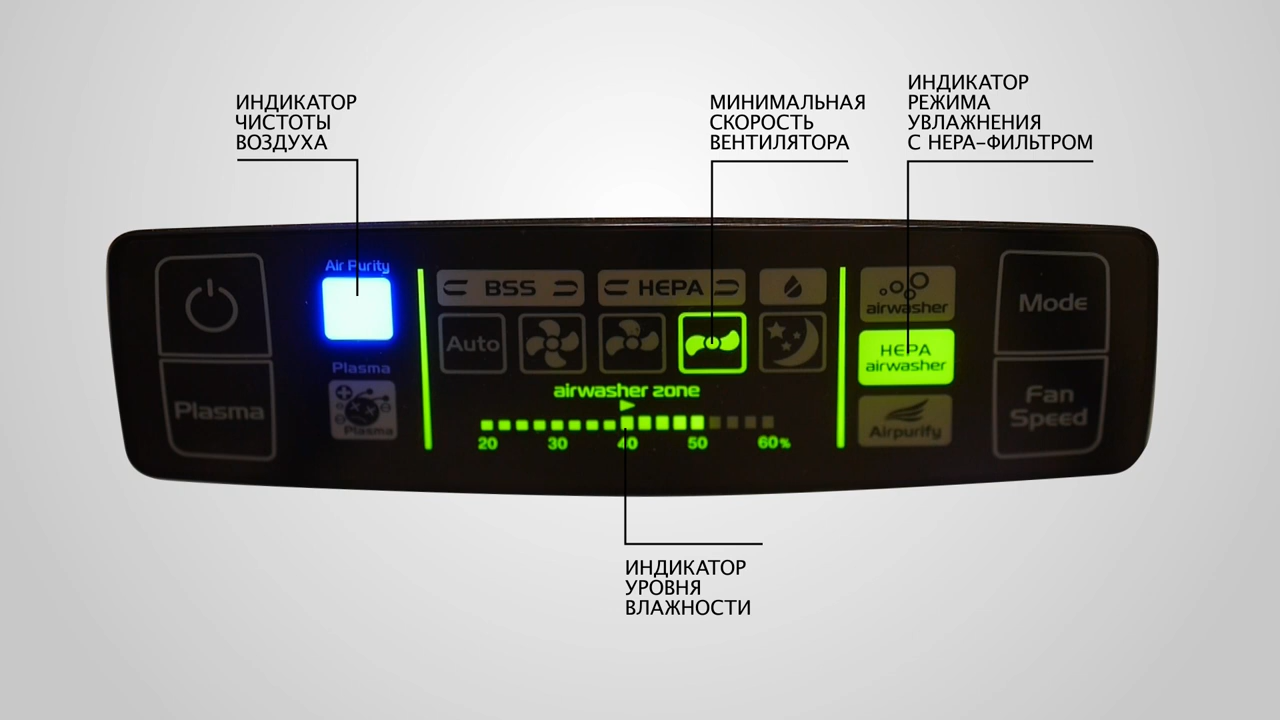 ИНДИКАТОР
ЧИСТОТЫ
ВОЗДУХА
МИНИМАЛЬНАЯ
СКОРОСТЬ
ВЕНТИЛЯТОРА
ИНДИКАТОР
РЕЖИМА
УВЛАЖНЕНИЯ
С HEPA-ФИЛЬТРОМ
Plasma
Air Purity
Plasma
Plasma
BSS HEPA
Auto
airwasher zone
20 30 40 50 60%
airwasher
HEPA
airwasher
Airpurify
Mode
Fan
Speed
ИНДИКАТОР
УРОВНЯ
ВЛАЖНОСТИ